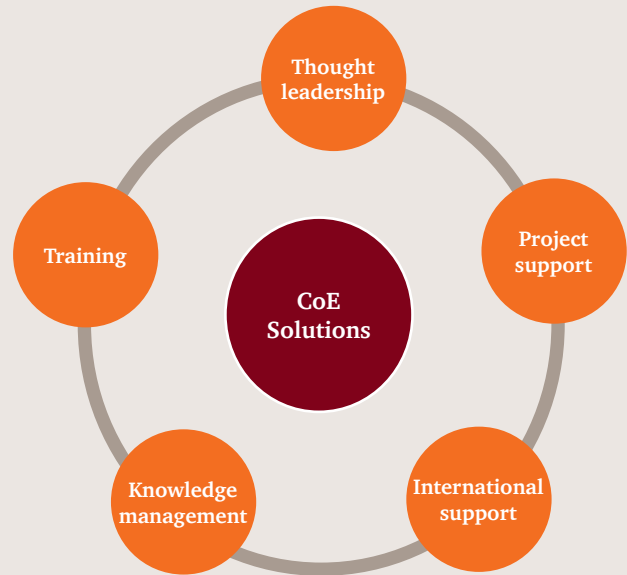 Thought
leadership
Project
support
Training
CoE
Solutions
Knowledge
management
International
support